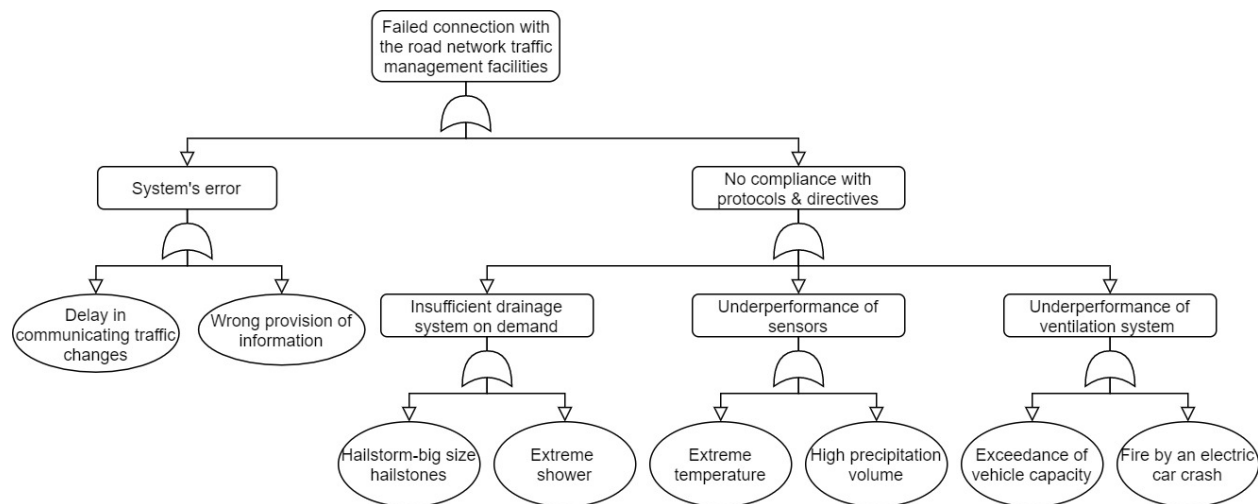 Failed connection with
the road network traffic
management facilities
System's error
No compliance with
protocols & directives
Delay in
communicating traffic
changes
Wrong provision of
information
Insufficient drainage
system on demand
Underperformance of
sensors
Underperformance of
ventilation system
Hailstorm-big size
hailstones
Extreme
shower
Extreme
temperature
High precipitation
volume
Exceedance of
vehicle capacity
Fire by an electric
car crash